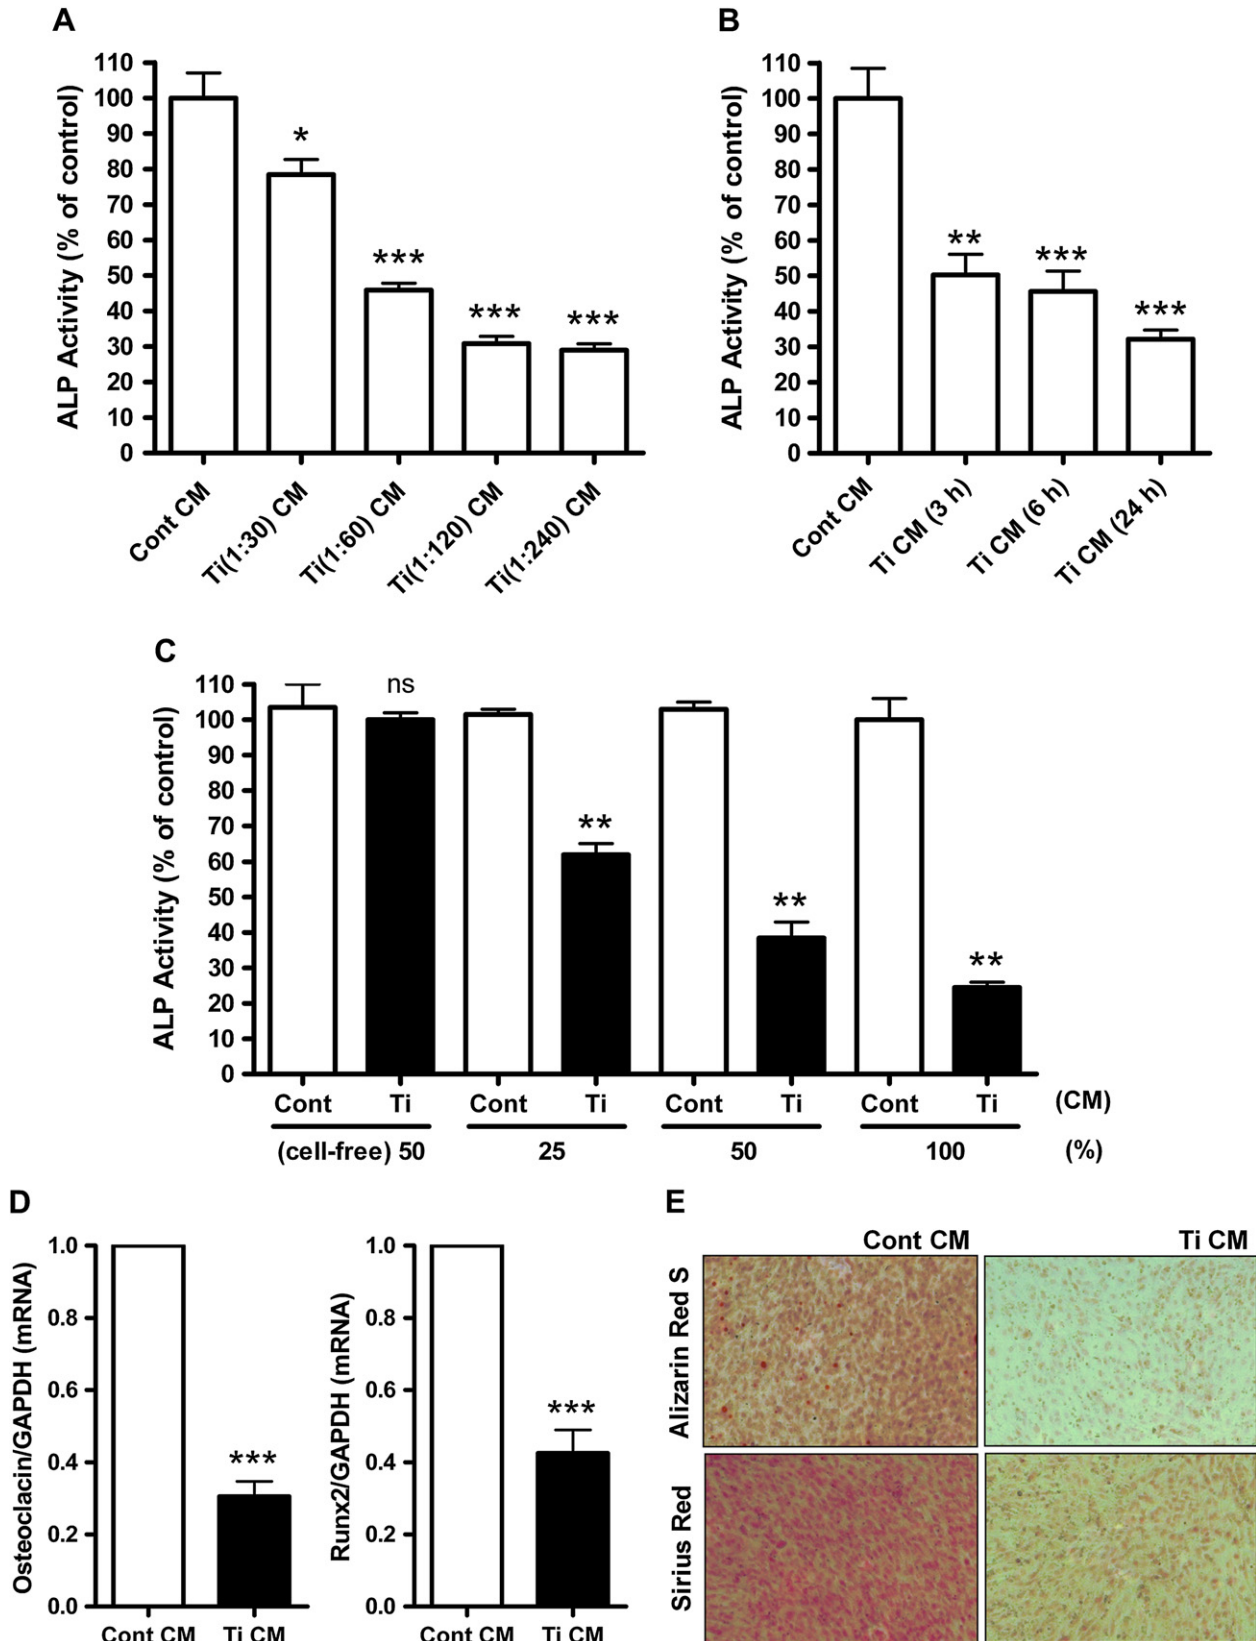 A
ALP Activity (% of control)
110
100
90
80
70
60
50
40
30
20
10
0
*
***
***
***
Cont CM
Ti(1:30) CM
Ti(1:60) CM
Ti(1:120) CM
Ti(1:240) CM
B
ALP Activity (% of control)
110
100
90
80
70
60
50
40
30
20
10
0
**
***
***
Cont CM
Ti CM (3 h)
Ti CM (6 h)
Ti CM (24 h)
C
ALP Activity (% of control)
110
100
90
80
70
60
50
40
30
20
10
0
ns
**
**
**
Cont Ti Cont Ti Cont Ti Cont Ti (CM)
(cell-free) 50 25 50 100 (%)
D
Osteoclacin/GAPDH (mRNA)
1.0
0.8
0.6
0.4
0.2
0.0
***
Cont CM Ti CM
Runx2/GAPDH (mRNA)
1.0
0.8
0.6
0.4
0.2
0.0
***
Cont CM Ti CM
E
Cont CM Ti CM
Alizarin Red S
Sirius Red